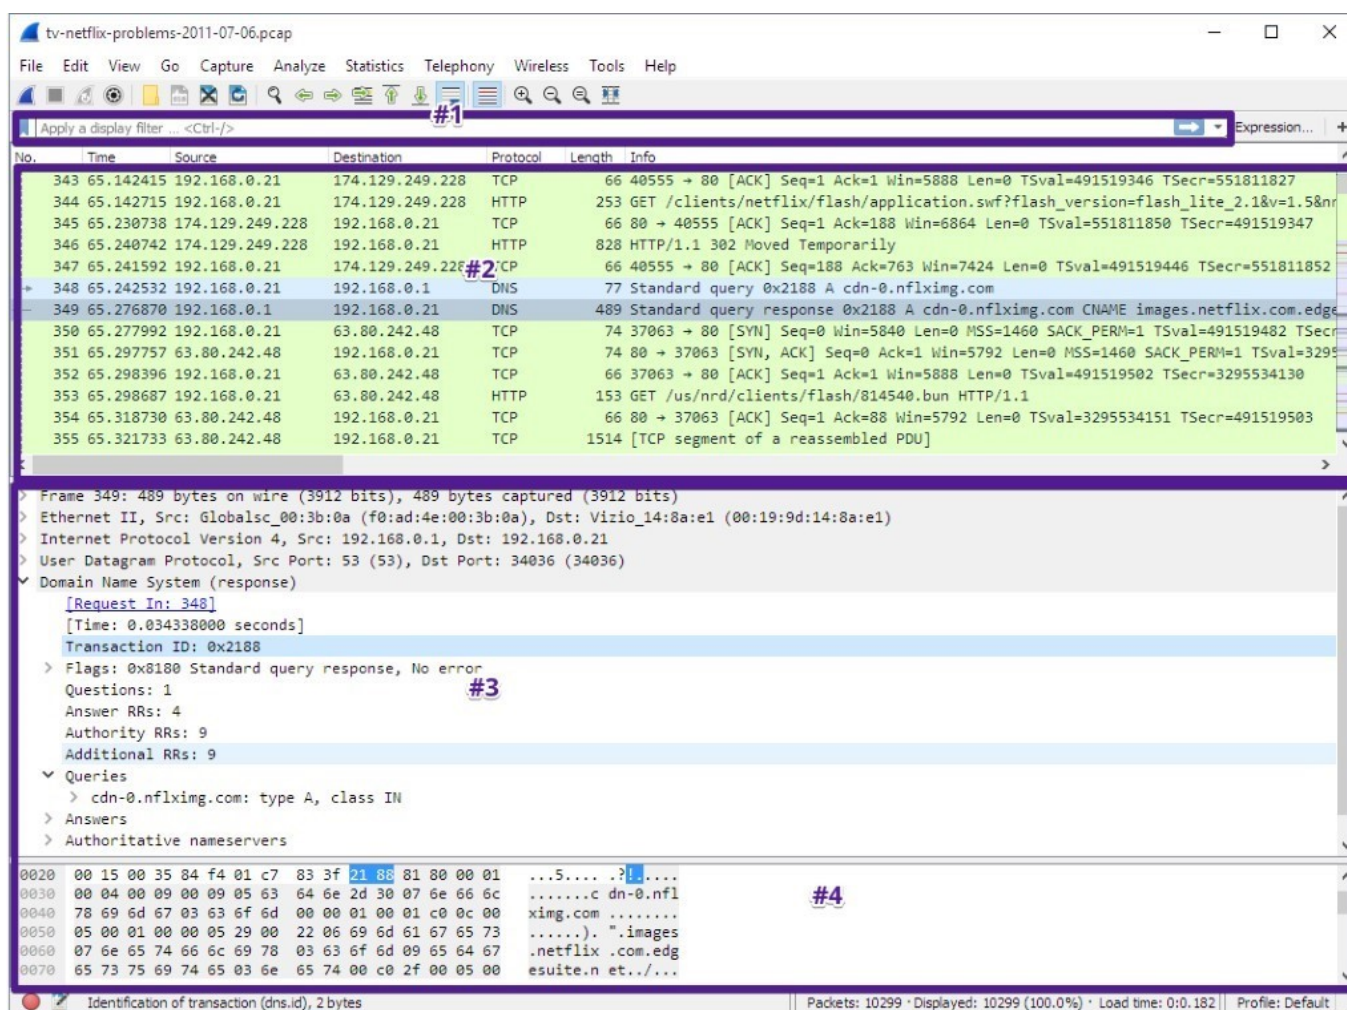 tv-netflix-problems-2011-07-06.pcap
File Edit View Go Capture Analyze Statistics Telephony Wireless Tools Help
#1
Apply a display filter ... <Ctrl-/> Expression... +
No. Time Source Destination Protocol Length Info
343 65.142415 192.168.0.21 174.129.249.228 TCP 66 40555 → 80 [ACK] Seq=1 Ack=1 Win=5888 Len=0 TSval=491519346 TSecr=551811827
344 65.142715 192.168.0.21 174.129.249.228 HTTP 253 GET /clients/netflix/flash/application.swf?flash_version=flash_lite_2.1&v=1.5&nr
345 65.230738 174.129.249.228 192.168.0.21 TCP 66 80 → 40555 [ACK] Seq=1 Ack=188 Win=6864 Len=0 TSval=551811850 TSecr=491519347
346 65.240742 174.129.249.228 192.168.0.21 HTTP 828 HTTP/1.1 302 Moved Temporarily
347 65.241592 192.168.0.21 174.129.249.228 #2 TCP 66 40555 → 80 [ACK] Seq=188 Ack=763 Win=7424 Len=0 TSval=491519446 TSecr=551811852
348 65.242532 192.168.0.21 192.168.0.1 DNS 77 Standard query 0x2188 A cdn-0.nflximg.com
349 65.276870 192.168.0.1 192.168.0.21 DNS 489 Standard query response 0x2188 A cdn-0.nflximg.com CNAME images.netflix.com.edge
350 65.277992 192.168.0.21 63.80.242.48 TCP 74 37063 → 80 [SYN] Seq=0 Win=5840 Len=0 MSS=1460 SACK_PERM=1 TSval=491519482 TSecr
351 65.297757 63.80.242.48 192.168.0.21 TCP 74 80 → 37063 [SYN, ACK] Seq=0 Ack=1 Win=5792 Len=0 MSS=1460 SACK_PERM=1 TSval=3295
352 65.298396 192.168.0.21 63.80.242.48 TCP 66 37063 → 80 [ACK] Seq=1 Ack=1 Win=5888 Len=0 TSval=491519502 TSecr=3295534130
353 65.298687 192.168.0.21 63.80.242.48 HTTP 153 GET /us/nrd/clients/flash/814540.bun HTTP/1.1
354 65.318730 63.80.242.48 192.168.0.21 TCP 66 80 → 37063 [ACK] Seq=1 Ack=88 Win=5792 Len=0 TSval=3295534151 TSecr=491519503
355 65.321733 63.80.242.48 192.168.0.21 TCP 1514 [TCP segment of a reassembled PDU]
Frame 349: 489 bytes on wire (3912 bits), 489 bytes captured (3912 bits)
Ethernet II, Src: Globalsc_00:3b:0a (f0:ad:4e:00:3b:0a), Dst: Vizio_14:8a:e1 (00:19:9d:14:8a:e1)
Internet Protocol Version 4, Src: 192.168.0.1, Dst: 192.168.0.21
User Datagram Protocol, Src Port: 53 (53), Dst Port: 34036 (34036)
Domain Name System (response)
[Request In: 348]
[Time: 0.034338000 seconds]
Transaction ID: 0x2188
Flags: 0x8180 Standard query response, No error
Questions: 1 #3
Answer RRs: 4
Authority RRs: 9
Additional RRs: 9
Queries
cdn-0.nflximg.com: type A, class IN
Answers
Authoritative nameservers
0020 00 15 00 35 84 f4 01 c7 83 3f 21 88 81 80 00 01 ...5.... .?!.....
0030 00 04 00 09 00 09 05 63 64 6e 2d 30 07 6e 66 6c .......c dn-0.nfl
0040 78 69 6d 67 03 63 6f 6d 00 00 01 00 01 c0 0c 00 ximg.com ........
0050 05 00 01 00 00 05 29 00 22 06 69 6d 61 67 65 73 ......). ".images
0060 07 6e 65 74 66 6c 69 78 03 63 6f 6d 09 65 64 67 .netflix .com.edg
0070 65 73 75 69 74 65 03 6e 65 74 00 c0 2f 00 05 00 esuite.n et../...
#4
Identification of transaction (dns.id), 2 bytes Packets: 10299 · Displayed: 10299 (100.0%) · Load time: 0:0.182 Profile: Default